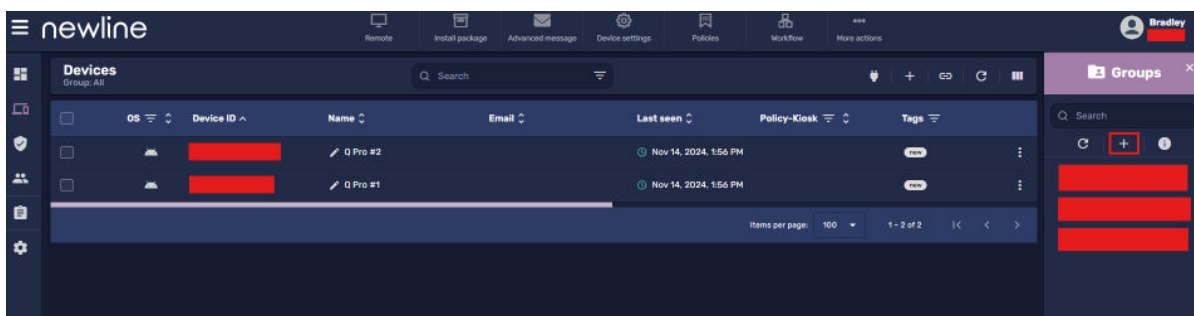 newline
Remote
Install package
Advanced message
Device settings
Policies
Workflow
More actions
Bradley
Devices
Group: All
Search
Groups
OS
Device ID
Name
Email
Last seen
Policy-Kiosk
Tags
Search
Q Pro #2
Nov 14, 2024, 1:56 PM
new
Q Pro #1
Nov 14, 2024, 1:56 PM
new
Items per page:
100
1 – 2 of 2